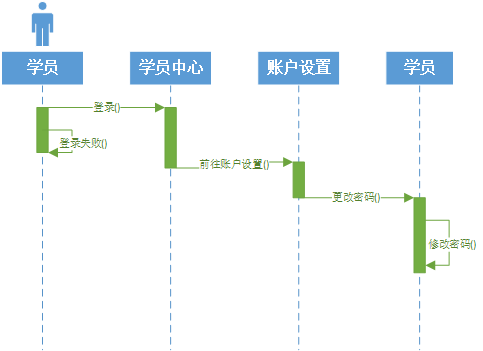 学员
学员中心
账户设置
学员
登录()
登录失败()
前往账户设置()
更改密码()
修改密码()